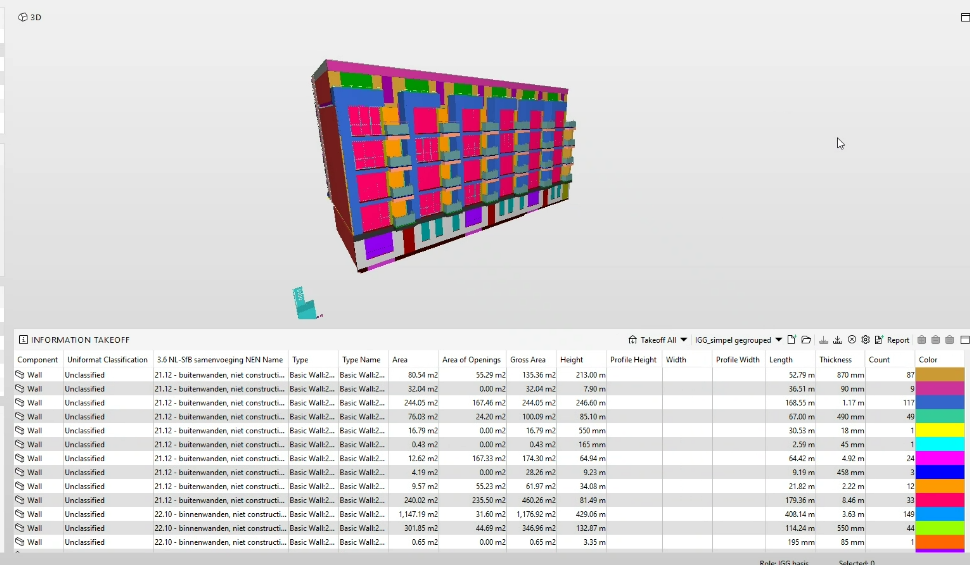 3D
INFORMATION TAKEOFF
Takeoff All IGG_simpel gegrouped Report
Component Uniformat Classification 3.6 NL-SfB samenvoeging NEN Name Type Type Name Area Area of Openings Gross Area Height Profile Height Width Profile Width Length Thickness Count Color
Wall Unclassified 21.12 - buitenwanden, niet constructi... Basic Wall:2... Basic Wall:2... 80.54 m2 55.29 m2 135.36 m2 213.00 m 52.79 m 870 mm 87
Wall Unclassified 21.12 - buitenwanden, niet constructi... Basic Wall:2... Basic Wall:2... 32.04 m2 0.00 m2 32.04 m2 7.90 m 36.51 m 90 mm 9
Wall Unclassified 21.12 - buitenwanden, niet constructi... Basic Wall:2... Basic Wall:2... 244.05 m2 167.46 m2 244.05 m2 246.60 m 168.55 m 1.17 m 117
Wall Unclassified 21.12 - buitenwanden, niet constructi... Basic Wall:2... Basic Wall:2... 76.03 m2 24.20 m2 100.09 m2 85.10 m 67.00 m 490 mm 49
Wall Unclassified 21.12 - buitenwanden, niet constructi... Basic Wall:2... Basic Wall:2... 16.79 m2 0.00 m2 16.79 m2 550 mm 30.53 m 18 mm 1
Wall Unclassified 21.12 - buitenwanden, niet constructi... Basic Wall:2... Basic Wall:2... 0.43 m2 0.00 m2 0.43 m2 165 mm 2.59 m 45 mm 1
Wall Unclassified 21.12 - buitenwanden, niet constructi... Basic Wall:2... Basic Wall:2... 12.62 m2 167.33 m2 174.30 m2 64.94 m 64.42 m 4.92 m 24
Wall Unclassified 21.12 - buitenwanden, niet constructi... Basic Wall:2... Basic Wall:2... 4.19 m2 0.00 m2 28.26 m2 9.23 m 9.19 m 458 mm 3
Wall Unclassified 21.12 - buitenwanden, niet constructi... Basic Wall:2... Basic Wall:2... 9.57 m2 55.23 m2 61.97 m2 34.08 m 21.82 m 2.22 m 12
Wall Unclassified 21.12 - buitenwanden, niet constructi... Basic Wall:2... Basic Wall:2... 240.02 m2 235.50 m2 460.26 m2 81.49 m 179.36 m 8.46 m 33
Wall Unclassified 22.10 - binnenwanden, niet constructi... Basic Wall:2... Basic Wall:2... 1,147.19 m2 31.60 m2 1,176.92 m2 429.06 m 408.14 m 3.63 m 149
Wall Unclassified 22.10 - binnenwanden, niet constructi... Basic Wall:2... Basic Wall:2... 301.85 m2 44.69 m2 346.96 m2 132.87 m 114.24 m 550 mm 44
Wall Unclassified 22.10 - binnenwanden, niet constructi... Basic Wall:2... Basic Wall:2... 0.65 m2 0.00 m2 0.65 m2 3.35 m 195 mm 85 mm 1
Role: IGG basis Selected: 0